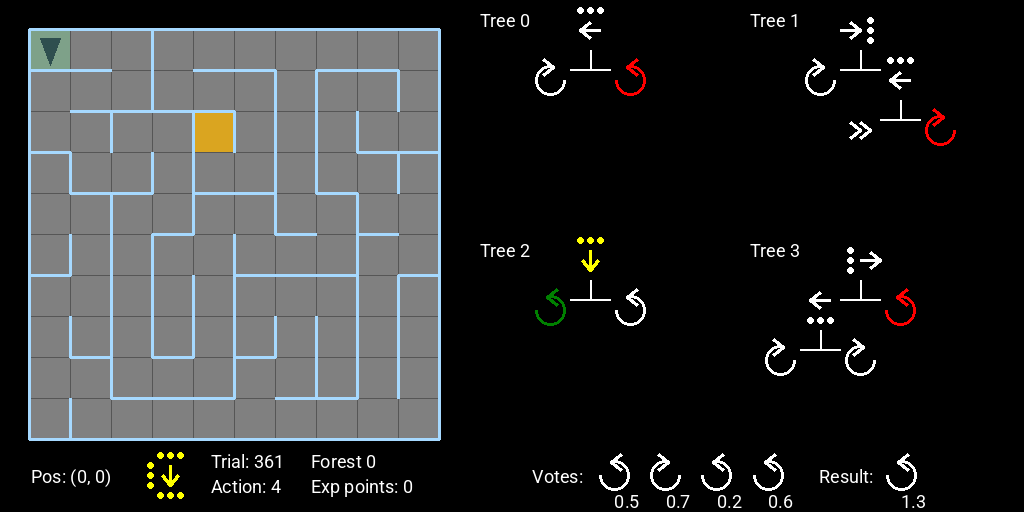 Tree 0
Tree 1
Tree 2
Tree 3
Pos: (0, 0)
Trial: 361
Forest 0
Action: 4
Exp points: 0
Votes:
0.5
0.7
0.2
0.6
Result:
1.3